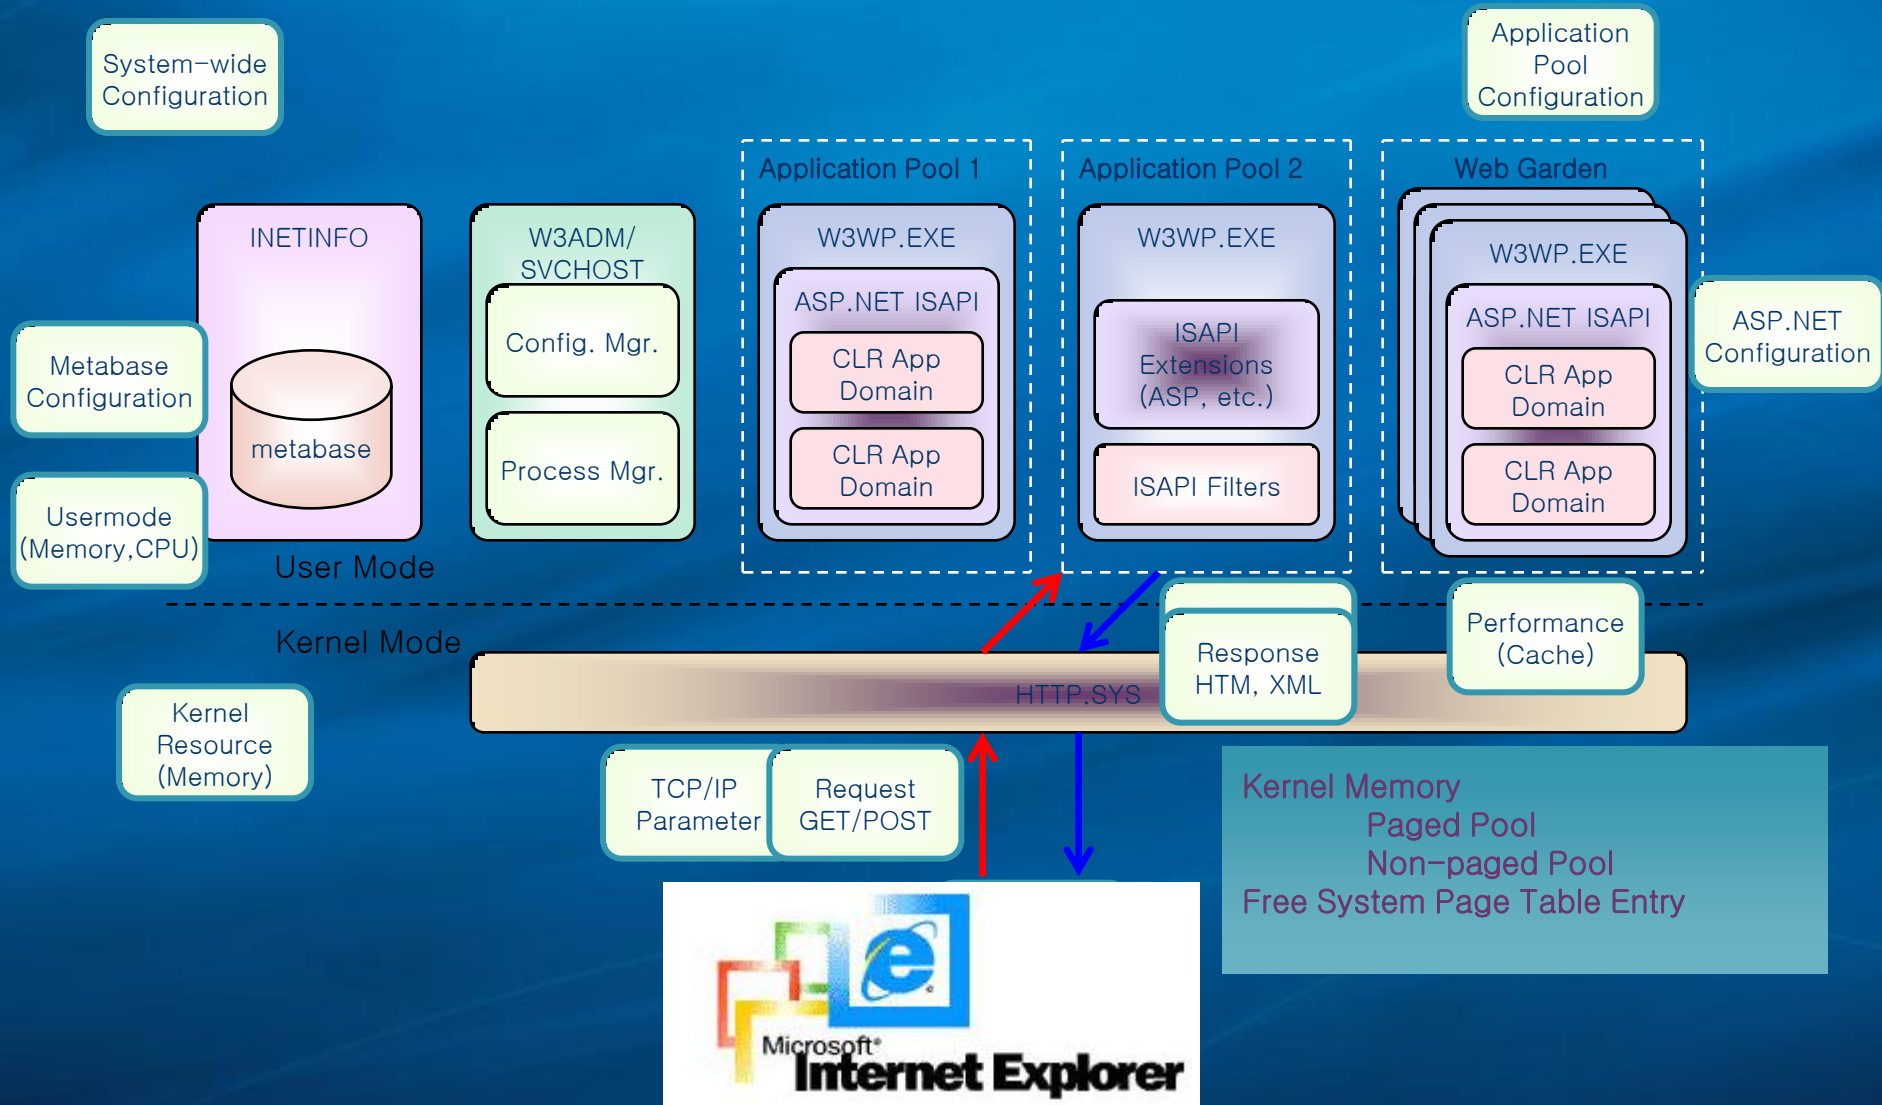 System-wide
Configuration
Application
Pool
Configuration
Application Pool 1
Application Pool 2
Web Garden
INETINFO
metabase
W3ADM/
SVCHOST
Config. Mgr.
Process Mgr.
W3WP.EXE
ASP.NET ISAPI
CLR App
Domain
CLR App
Domain
W3WP.EXE
ISAPI
Extensions
(ASP, etc.)
ISAPI Filters
W3WP.EXE
ASP.NET ISAPI
CLR App
Domain
CLR App
Domain
ASP.NET
Configuration
Metabase
Configuration
Usermode
(Memory,CPU)
User Mode
Kernel Mode
Response
HTM, XML
Performance
(Cache)
HTTP.SYS
Kernel
Resource
(Memory)
TCP/IP
Parameter
Request
GET/POST
Kernel Memory
Paged Pool
Non-paged Pool
Free System Page Table Entry
Microsoft®
Internet Explorer